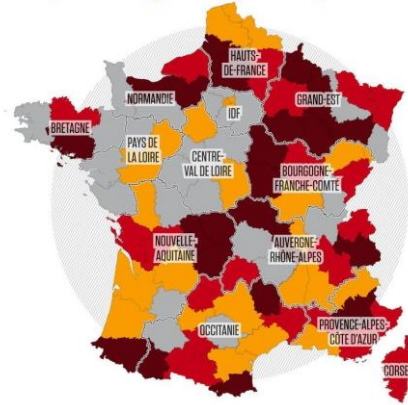 HAUTS-
DE-FRANCE
NORMANDIE
GRAND-EST
IDF
BRETAGNE
PAYS DE
LA LOIRE
CENTRE-
VAL DE LOIRE
BOURGOGNE-
FRANCHE-COMTÉ
NOUVELLE-
AQUITAINE
AUVERGNE-
RHÔNE-ALPES
OCCITANIE
PROVENCE-ALPES-
CÔTE D'AZUR
CORSE